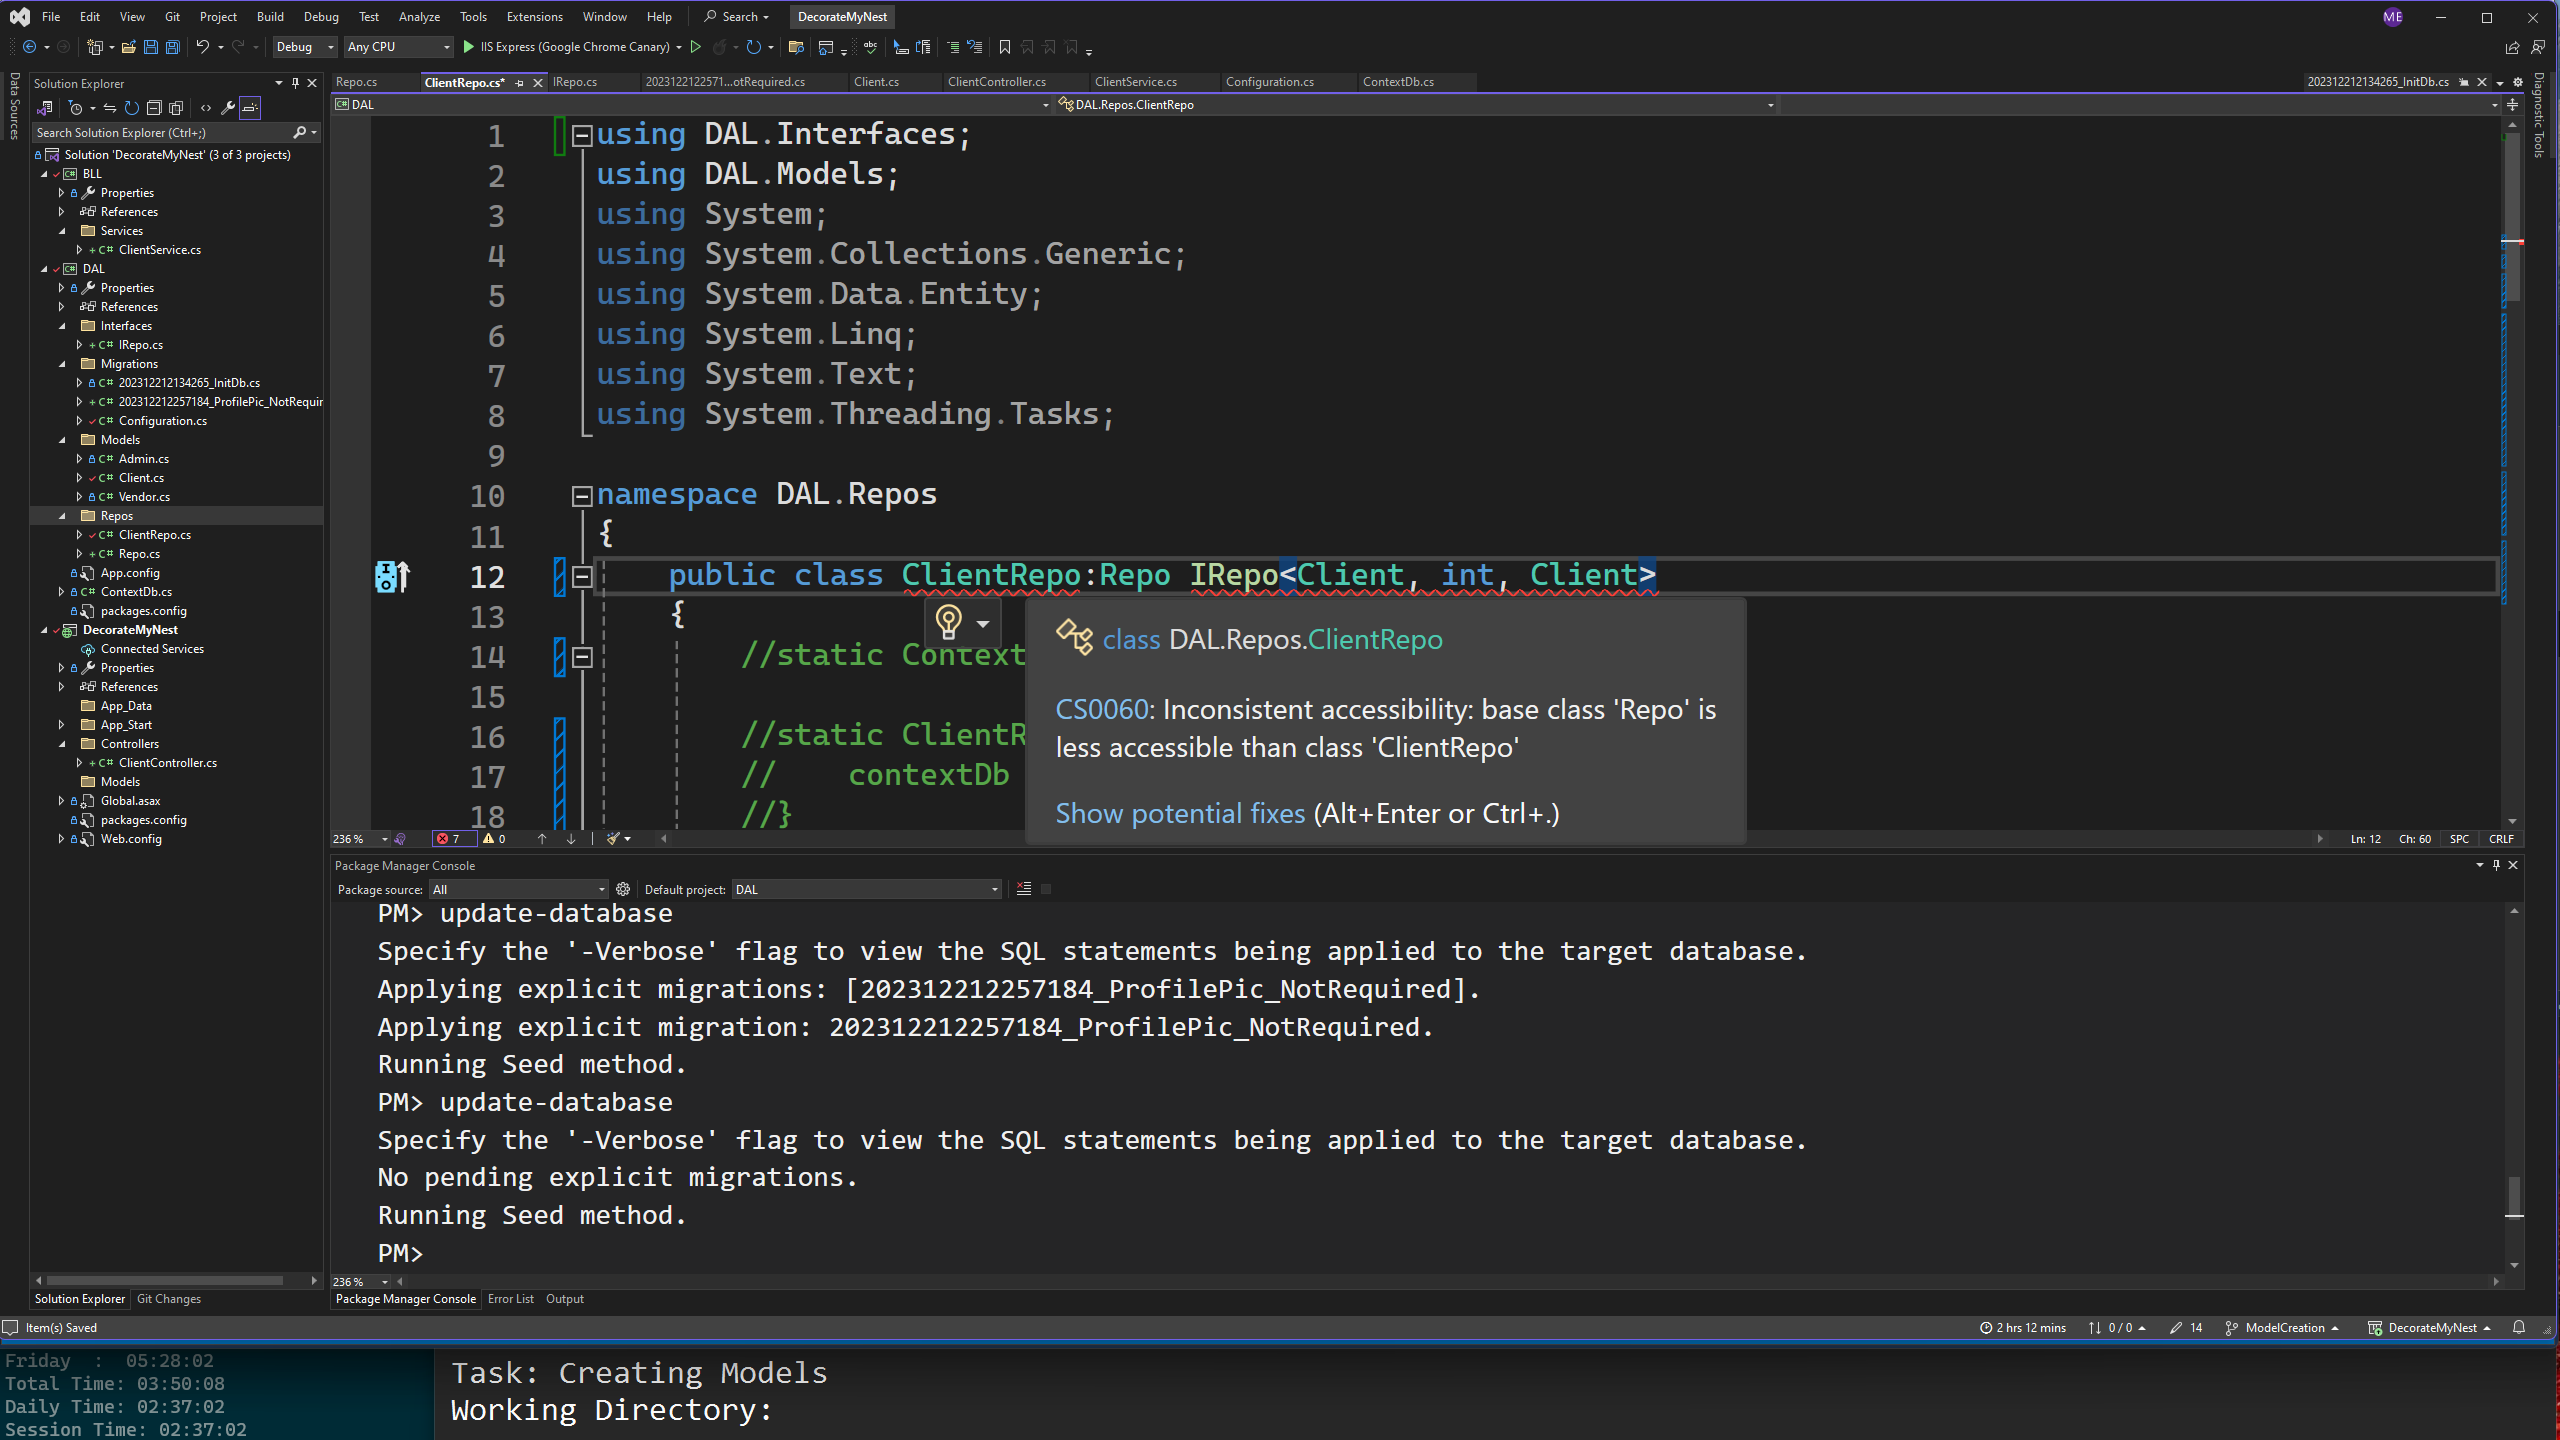 File Edit View Git Project Build Debug Test Analyze Tools Extensions Window Help Search DecorateMyNest ME
Debug Any CPU IIS Express (Google Chrome Canary)
Data Sources
Solution Explorer
Search Solution Explorer (Ctrl+;)
Solution 'DecorateMyNest' (3 of 3 projects)
BLL
Properties
References
Services
ClientService.cs
DAL
Properties
References
Interfaces
IRepo.cs
Migrations
202312212134265_InitDb.cs
202312212257184_ProfilePic_NotRequir
Configuration.cs
Models
Admin.cs
Client.cs
Vendor.cs
Repos
ClientRepo.cs
Repo.cs
App.config
ContextDb.cs
packages.config
DecorateMyNest
Connected Services
Properties
References
App_Data
App_Start
Controllers
ClientController.cs
Models
Global.asax
packages.config
Web.config
Solution Explorer Git Changes
Repo.cs ClientRepo.cs* IRepo.cs 2023122122571...otRequired.cs Client.cs ClientController.cs ClientService.cs Configuration.cs ContextDb.cs 202312212134265_InitDb.cs
DAL DAL.Repos.ClientRepo
Diagnostic Tools
1 using DAL.Interfaces;
2 using DAL.Models;
3 using System;
4 using System.Collections.Generic;
5 using System.Data.Entity;
6 using System.Linq;
7 using System.Text;
8 using System.Threading.Tasks;
9
10 namespace DAL.Repos
11 {
12 public class ClientRepo:Repo IRepo<Client, int, Client>
13 {
14 //static Context
15
16 //static ClientR
17 // contextDb
18 //}
class DAL.Repos.ClientRepo
CS0060: Inconsistent accessibility: base class 'Repo' is
less accessible than class 'ClientRepo'
Show potential fixes (Alt+Enter or Ctrl+.)
236 % 7 0 Ln: 12 Ch: 60 SPC CRLF
Package Manager Console
Package source: All Default project: DAL
PM> update-database
Specify the '-Verbose' flag to view the SQL statements being applied to the target database.
Applying explicit migrations: [202312212257184_ProfilePic_NotRequired].
Applying explicit migration: 202312212257184_ProfilePic_NotRequired.
Running Seed method.
PM> update-database
Specify the '-Verbose' flag to view the SQL statements being applied to the target database.
No pending explicit migrations.
Running Seed method.
PM>
236 %
Package Manager Console Error List Output
Item(s) Saved 2 hrs 12 mins 0 / 0 14 ModelCreation DecorateMyNest
Friday : 05:28:02
Total Time: 03:50:08
Daily Time: 02:37:02
Session Time: 02:37:02
Task: Creating Models
Working Directory: